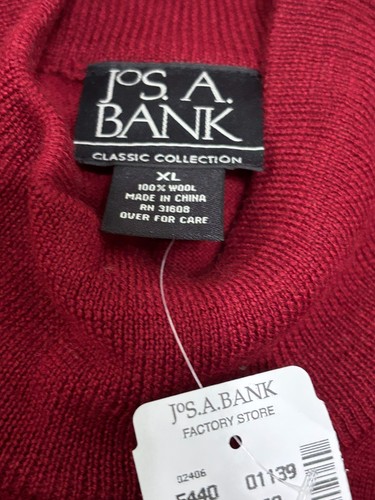 JOS. A.
BANK
CLASSIC COLLECTION
XL
100% WOOL
MADE IN CHINA
RN 31608
OVER FOR CARE
JOS.A.BANK
FACTORY STORE
02406
01139